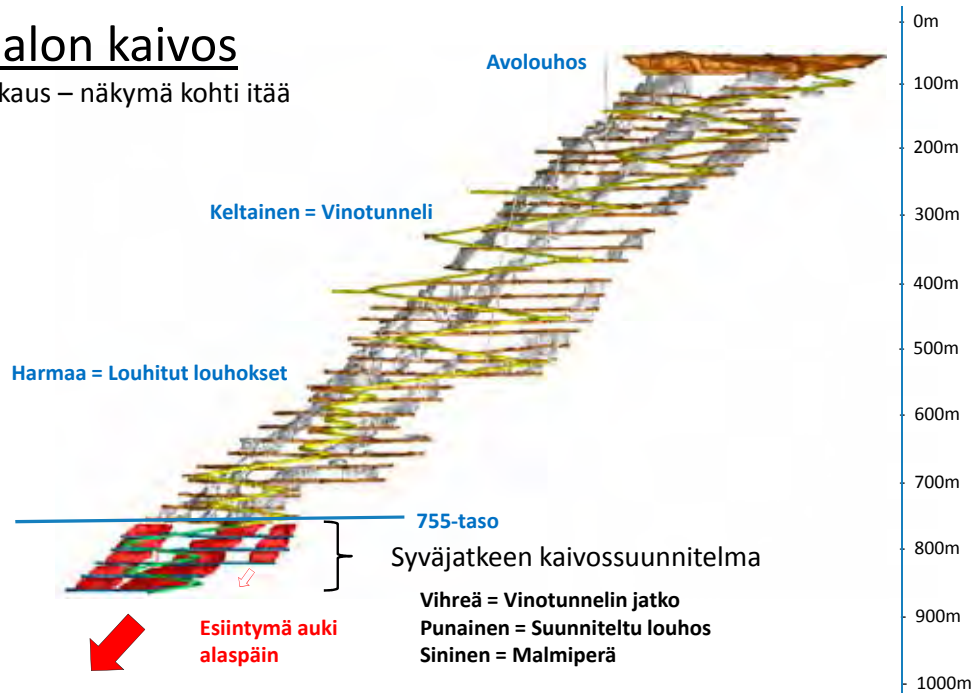 alon kaivos
kaus – näkymä kohti itää
Avolouhos
Keltainen = Vinotunneli
Harmaa = Louhitut louhokset
755-taso
Syväjatkeen kaivossuunnitelma
Vihreä = Vinotunnelin jatko
Punainen = Suunniteltu louhos
Sininen = Malmiperä
Esiintymä auki
alaspäin
0m
100m
200m
300m
400m
500m
600m
700m
800m
900m
1000m